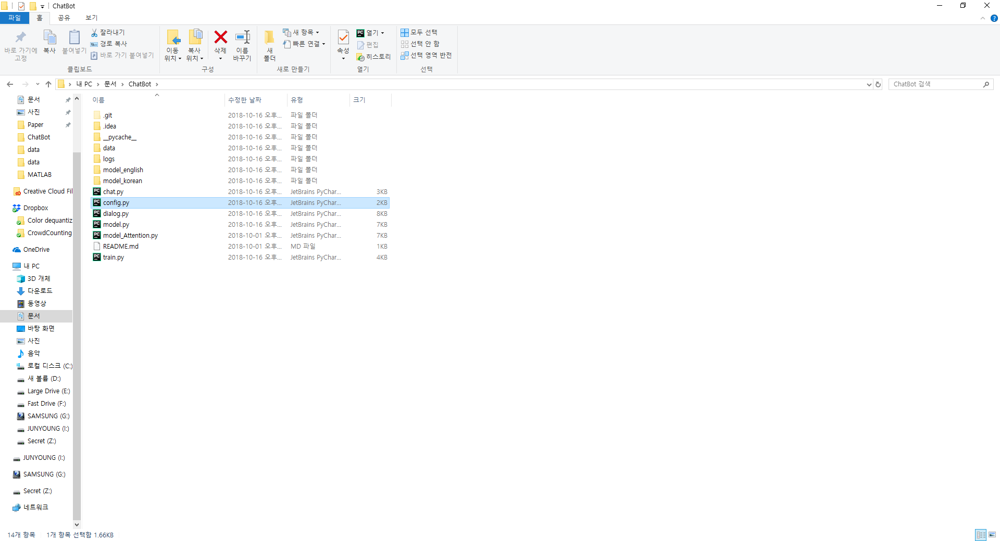 ChatBot
파일 홈 공유 보기
바로 가기에 고정
복사
붙여넣기
잘라내기
경로 복사
바로 가기 붙여넣기
클립보드
이동 위치
복사 위치
삭제
이름 바꾸기
구성
새 폴더
새 항목
빠른 연결
새로 만들기
속성
열기
편집
히스토리
열기
모두 선택
선택 안 함
선택 영역 반전
선택
내 PC 문서 ChatBot
ChatBot 검색
문서
사진
Paper
ChatBot
data
data
MATLAB
Creative Cloud Fil
Dropbox
Color dequantiz
CrowdCounting
OneDrive
내 PC
3D 개체
다운로드
동영상
문서
바탕 화면
사진
음악
로컬 디스크 (C:)
새 볼륨 (D:)
Large Drive (E:)
Fast Drive (F:)
SAMSUNG (G:)
JUNYOUNG (I:)
Secret (Z:)
JUNYOUNG (I:)
SAMSUNG (G:)
Secret (Z:)
네트워크
이름 수정한 날짜 유형 크기
.git 2018-10-16 오후... 파일 폴더
.idea 2018-10-16 오후... 파일 폴더
__pycache__ 2018-10-16 오후... 파일 폴더
data 2018-10-16 오후... 파일 폴더
logs 2018-10-16 오후... 파일 폴더
model_english 2018-10-16 오후... 파일 폴더
model_korean 2018-10-16 오후... 파일 폴더
chat.py 2018-10-16 오후... JetBrains PyChar... 3KB
config.py 2018-10-16 오후... JetBrains PyChar... 2KB
dialog.py 2018-10-16 오후... JetBrains PyChar... 8KB
model.py 2018-10-16 오후... JetBrains PyChar... 7KB
model_Attention.py 2018-10-01 오후... JetBrains PyChar... 7KB
README.md 2018-10-01 오후... MD 파일 1KB
train.py 2018-10-16 오후... JetBrains PyChar... 4KB
14개 항목 1개 항목 선택함 1.66KB